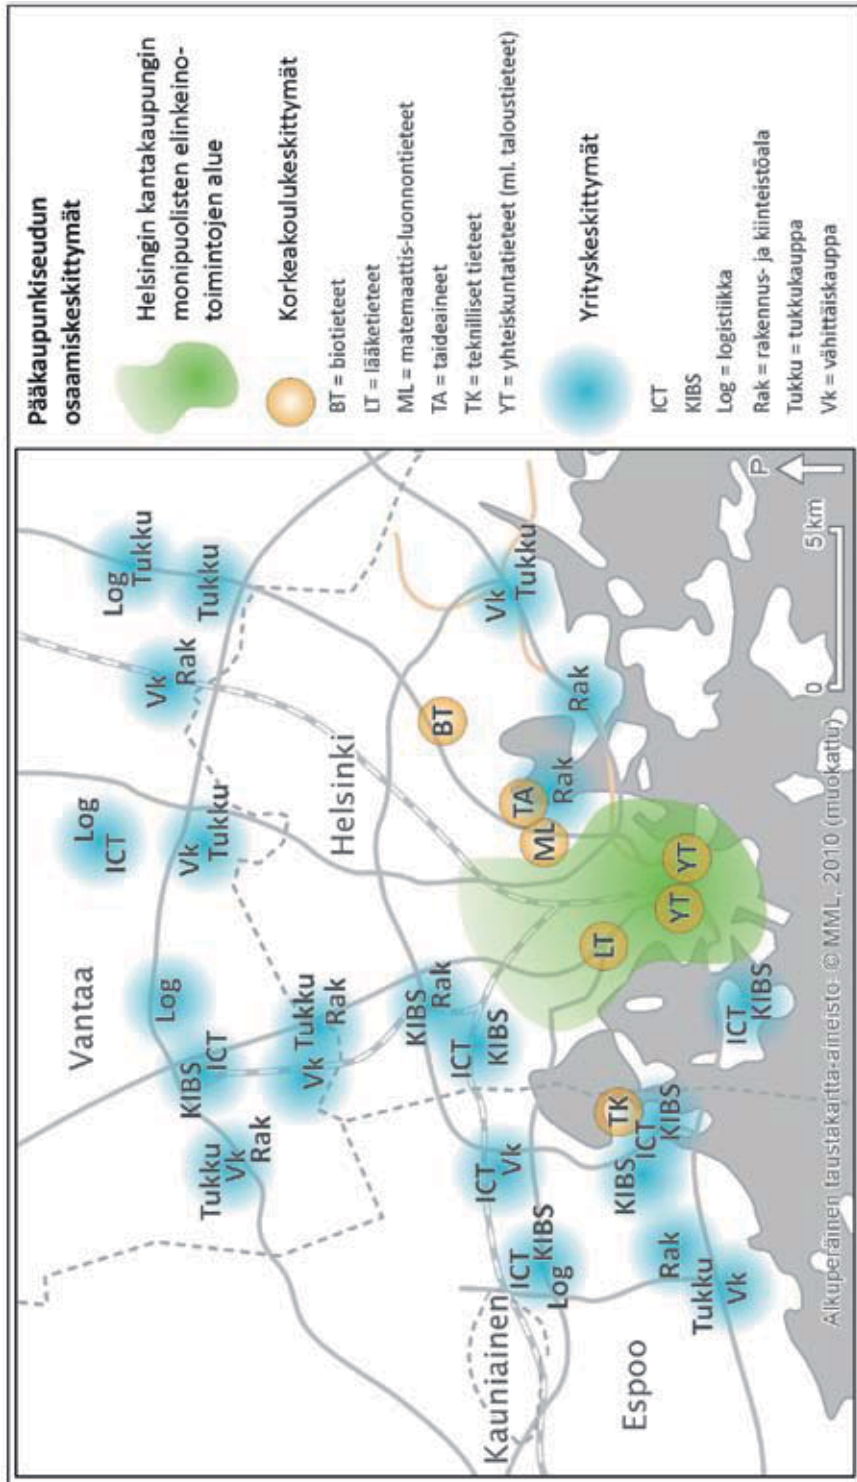 Pääkaupunkiseudun
osaamiskeskittymät
Helsingin kantakaupungin
monipuolisten elinkeino-
toimintojen alue
Korkeakoulukeskittymät
BT = biotieteet
LT = lääketieteet
ML = matemaattis-luonnontieteet
TA = taideaineet
TK = teknilliset tieteet
YT = yhteiskuntatieteet (ml. taloustieteet)
Yrityskeskittymät
ICT
KIBS
Log = logistiikka
Rak = rakennus- ja kiinteistöala
Tukku = tukkukauppa
Vk = vähittäiskauppa
Vantaa
Log
ICT
Log
Tukku
Log
Vk
Rak
Tukku
KIBS
ICT
Vk
Tukku
Tukku
Vk
Rak
Vk
Tukku
Rak
Helsinki
KIBS
Rak
BT
ICT
KIBS
ICT
Vk
Kauniainen
ICT
KIBS
Log
Vk
Tukku
TA
ML
Rak
Rak
LT
TK
KIBS
ICT
KIBS
Espoo
Rak
YT
YT
Tukku
Vk
ICT
KIBS
P
0
5 km
Alkuperäinen taustakartta-aineisto © MML, 2010 (muokattu)